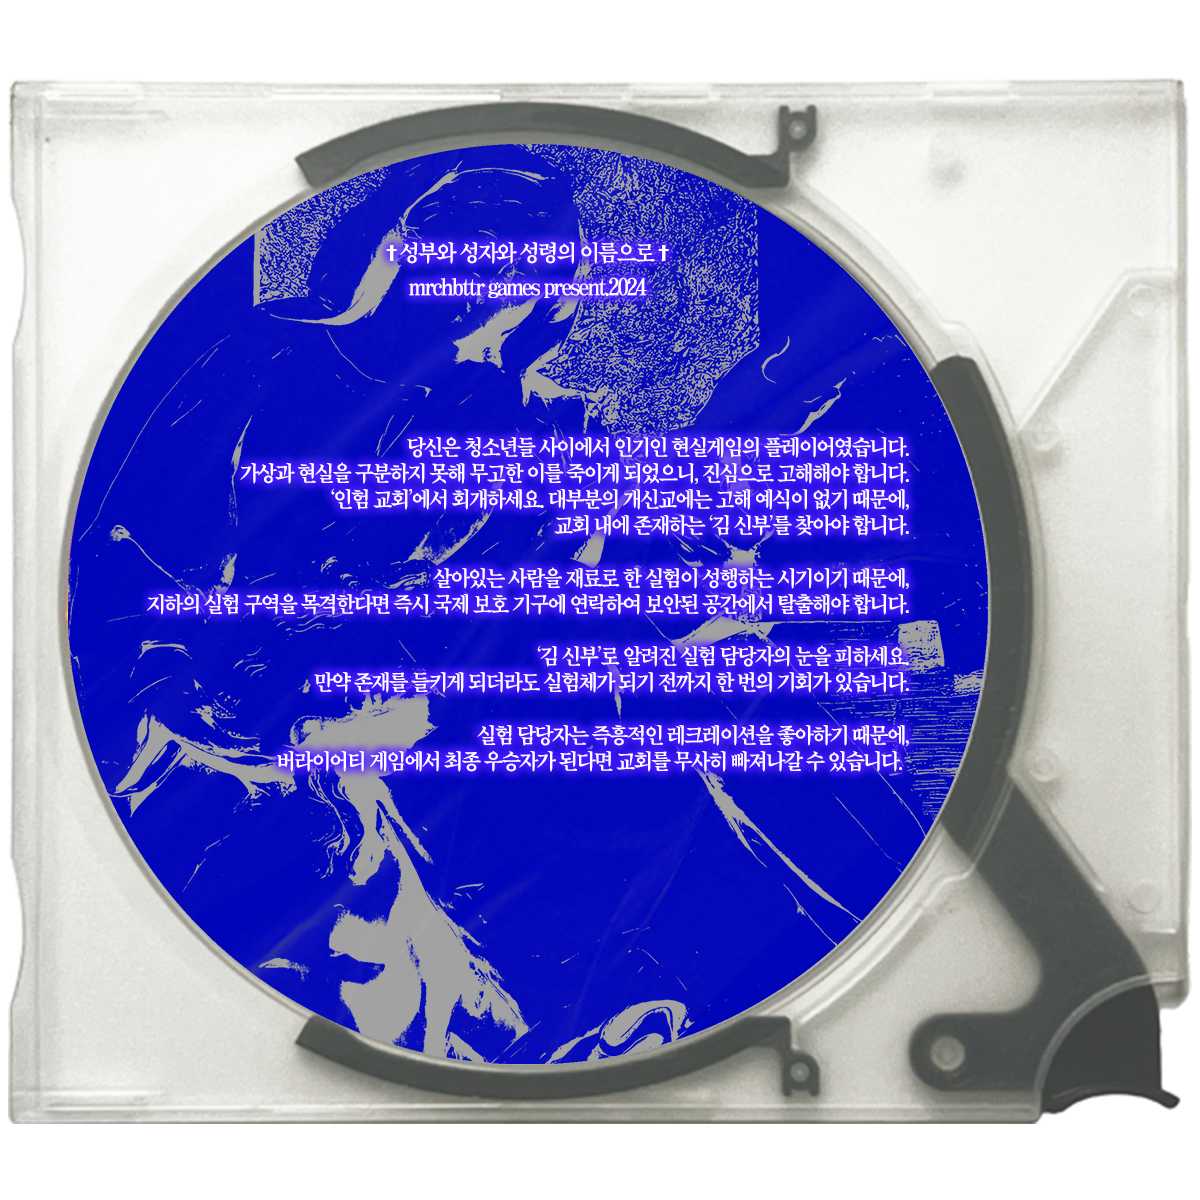 ✝성부와 성자와 성령의 이름으로✝
mrchbttr games present.2024
당신은 청소년들 사이에서 인기인 현실게임의 플레이어였습니다.
가상과 현실을 구분하지 못해 무고한 이를 죽이게 되었으니, 진심으로 고해해야 합니다.
‘인험 교회’에서 회개하세요. 대부분의 개신교에는 고해 예식이 없기 때문에,
교회 내에 존재하는 ‘김 신부’를 찾아야 합니다.
살아있는 사람을 재료로 한 실험이 성행하는 시기이기 때문에,
지하의 실험 구역을 목격한다면 즉시 국제 보호 기구에 연락하여 보안된 공간에서 탈출해야 합니다.
‘김 신부’로 알려진 실험 담당자의 눈을 피하세요.
만약 존재를 들키게 되더라도 실험체가 되기 전까지 한 번의 기회가 있습니다.
실험 담당자는 즉흥적인 레크레이션을 좋아하기 때문에,
버라이어티 게임에서 최종 우승자가 된다면 교회를 무사히 빠져나갈 수 있습니다.